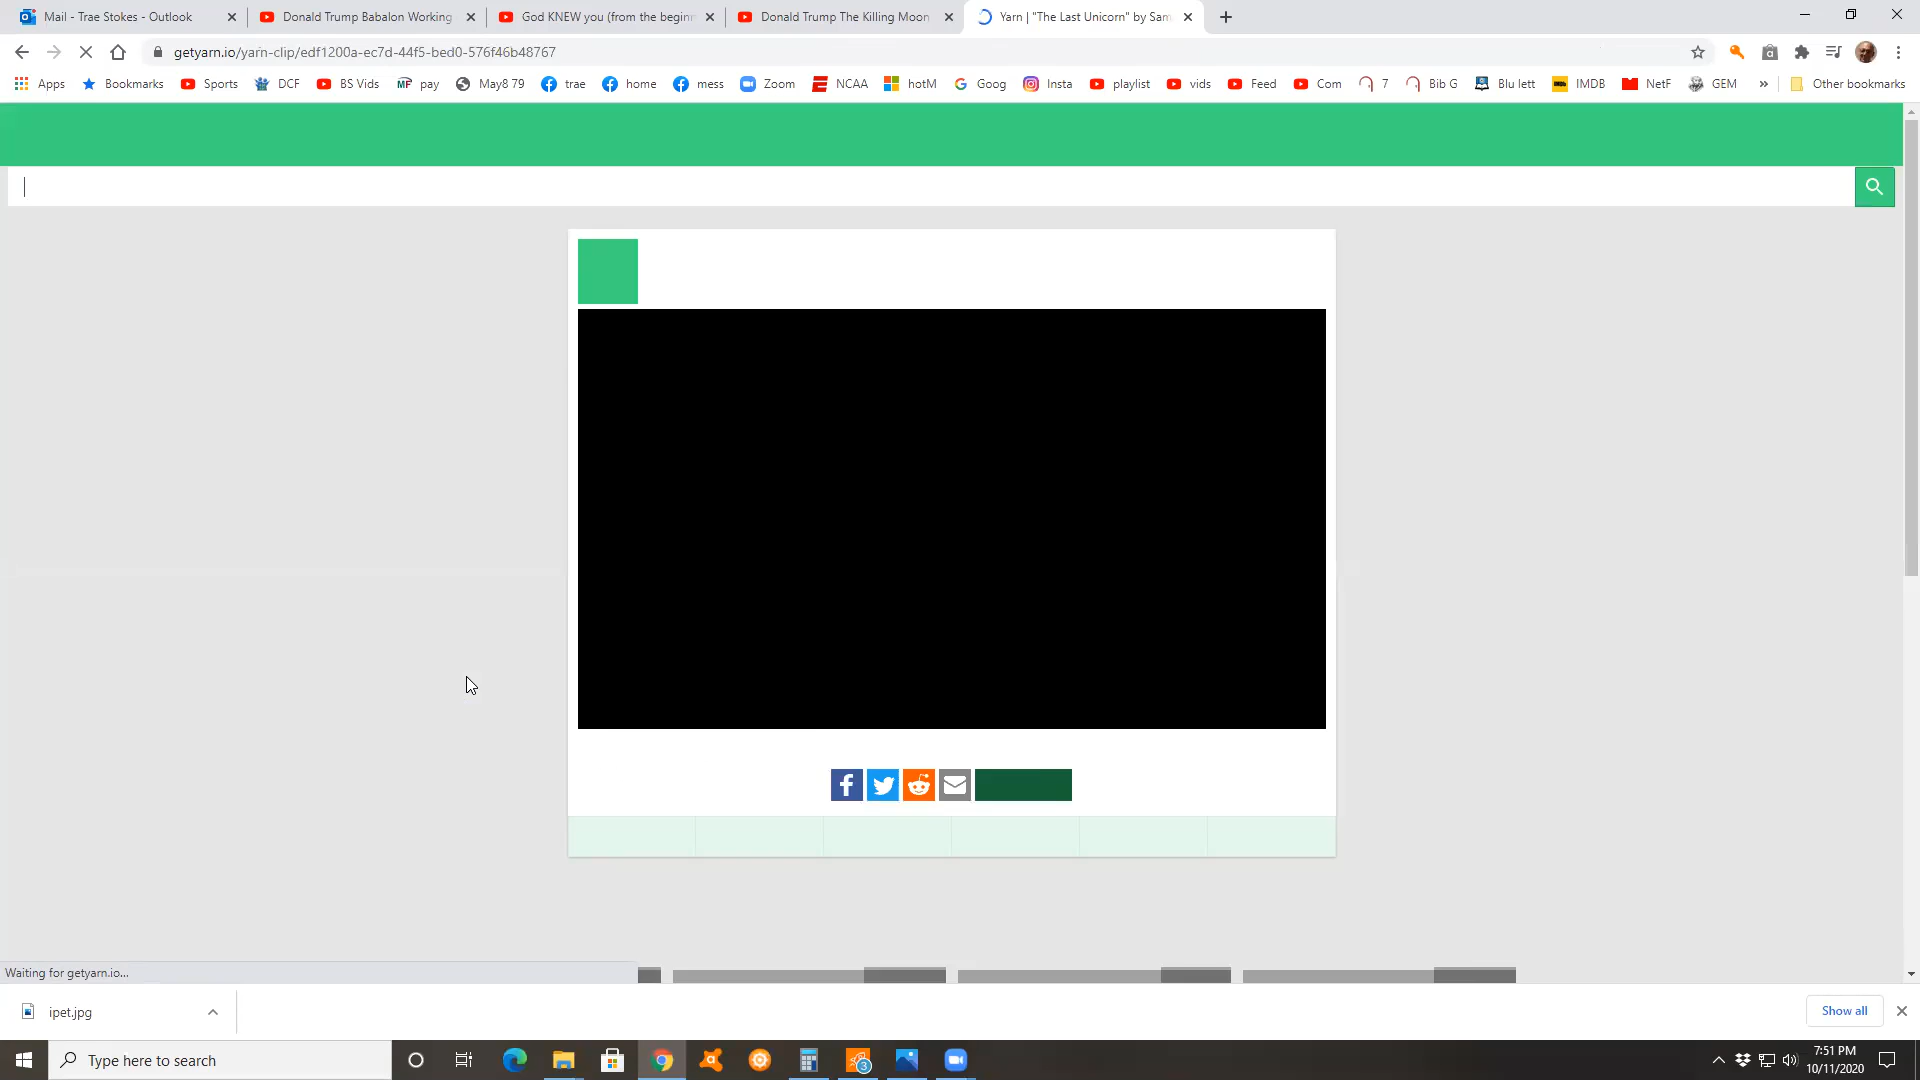 Mail - Trae Stokes - Outlook
Donald Trump Babalon Working
God KNEW you (from the beginn
Donald Trump The Killing Moon
Yarn | "The Last Unicorn" by Sam
getyarn.io/yarn-clip/edf1200a-ec7d-44f5-bed0-576f46b48767
Apps
Bookmarks
Sports
DCF
BS Vids
MF pay
May8 79
trae
home
mess
Zoom
NCAA
hotM
Goog
Insta
playlist
vids
Feed
Com
7
Bib G
Blu lett
IMDB
NetF
GEM
»
Other bookmarks
Waiting for getyarn.io...
ipet.jpg
Show all
Type here to search
3
7:51 PM
10/11/2020